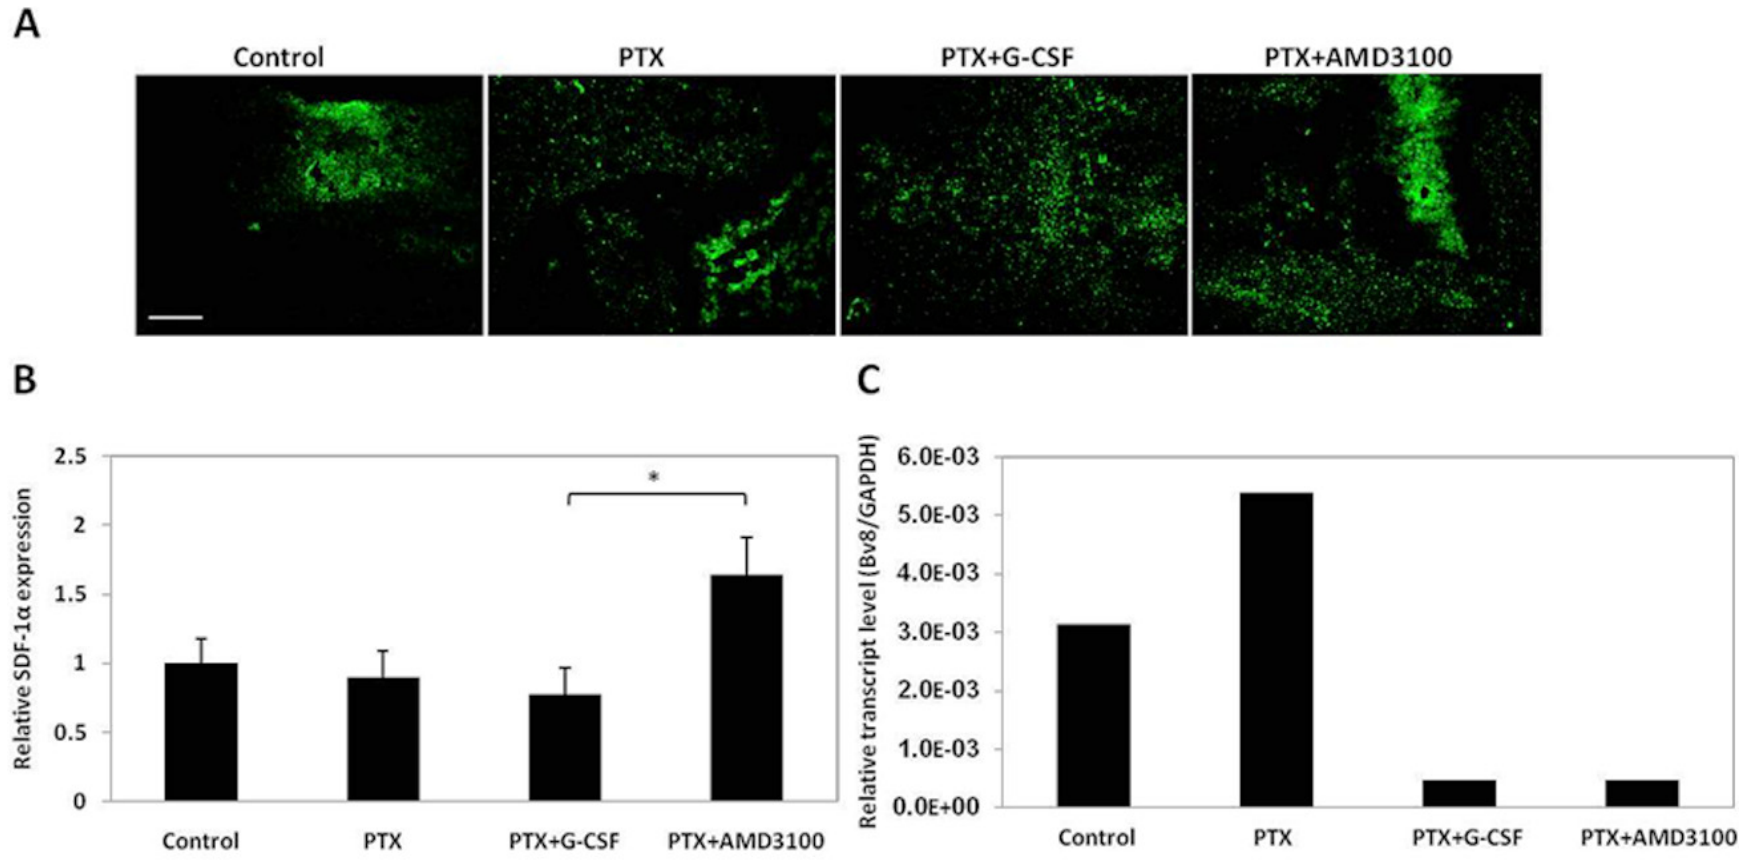 A
Control PTX PTX+G-CSF PTX+AMD3100
B
Relative SDF-1α expression
2.5
2
1.5
1
0.5
0
*
Control PTX PTX+G-CSF PTX+AMD3100
C
Relative transcript level (Bv8/GAPDH)
6.0E-03
5.0E-03
4.0E-03
3.0E-03
2.0E-03
1.0E-03
0.0E+00
Control PTX PTX+G-CSF PTX+AMD3100